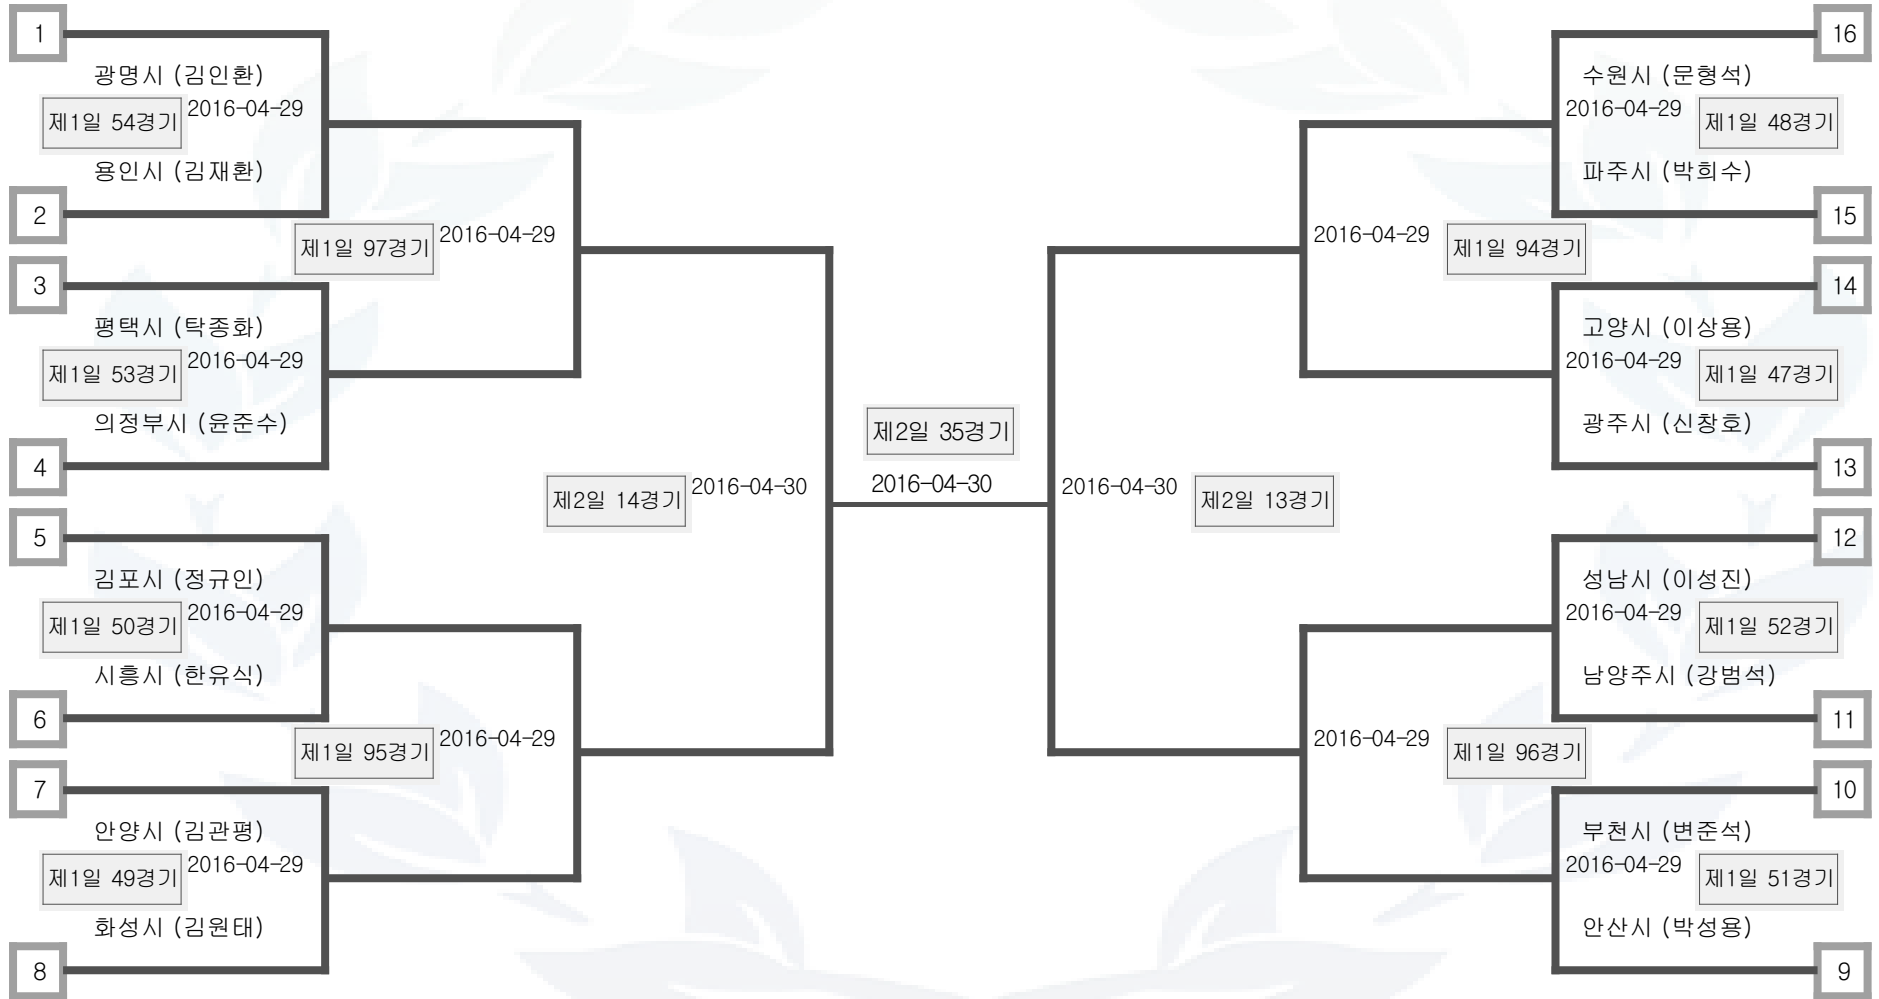 1
광명시 (김인환)
2016-04-29
제1일 54경기
용인시 (김재환)
2
제1일 97경기
2016-04-29
3
평택시 (탁종화)
2016-04-29
제1일 53경기
의정부시 (윤준수)
4
제2일 14경기
2016-04-30
5
김포시 (정규인)
2016-04-29
제1일 50경기
시흥시 (한유식)
6
제1일 95경기
2016-04-29
7
안양시 (김관평)
2016-04-29
제1일 49경기
화성시 (김원태)
8
제2일 35경기
2016-04-30
16
수원시 (문형석)
2016-04-29
제1일 48경기
파주시 (박희수)
15
2016-04-29
제1일 94경기
14
고양시 (이상용)
2016-04-29
제1일 47경기
광주시 (신창호)
13
2016-04-30
제2일 13경기
12
성남시 (이성진)
2016-04-29
제1일 52경기
남양주시 (강범석)
11
2016-04-29
제1일 96경기
10
부천시 (변준석)
2016-04-29
제1일 51경기
안산시 (박성용)
9